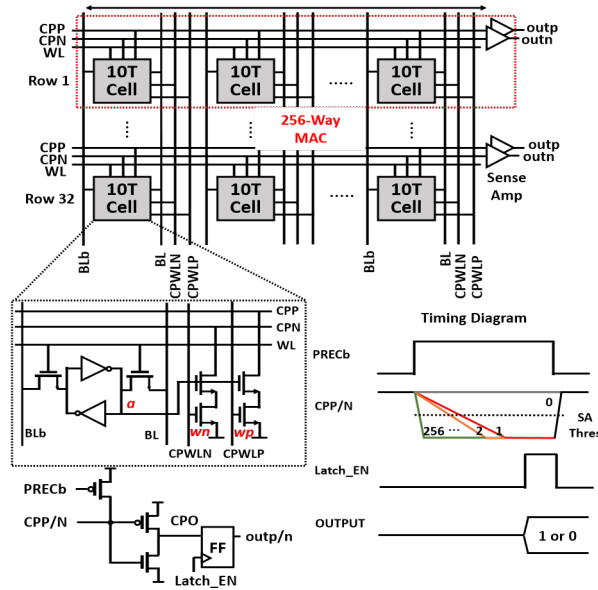 CPP
CPN
WL
outp
outn
Row 1
10T Cell
10T Cell
.....
10T Cell
256-Way
MAC
CPP
CPN
WL
outp
outn
Row 32
10T Cell
10T Cell
.....
10T Cell
Sense
Amp
BLb
BL
CPWLN
CPWLP
BLb
BL
CPWLN
CPWLP
CPP
CPN
WL
a
wn
wp
BLb
BL
CPWLN
CPWLP
Timing Diagram
PRECb
CPP/N
0
256 ... 2 1
SA
Thres
Latch_EN
OUTPUT
1 or 0
PRECb
CPP/N
CPO
FF
outp/n
Latch_EN